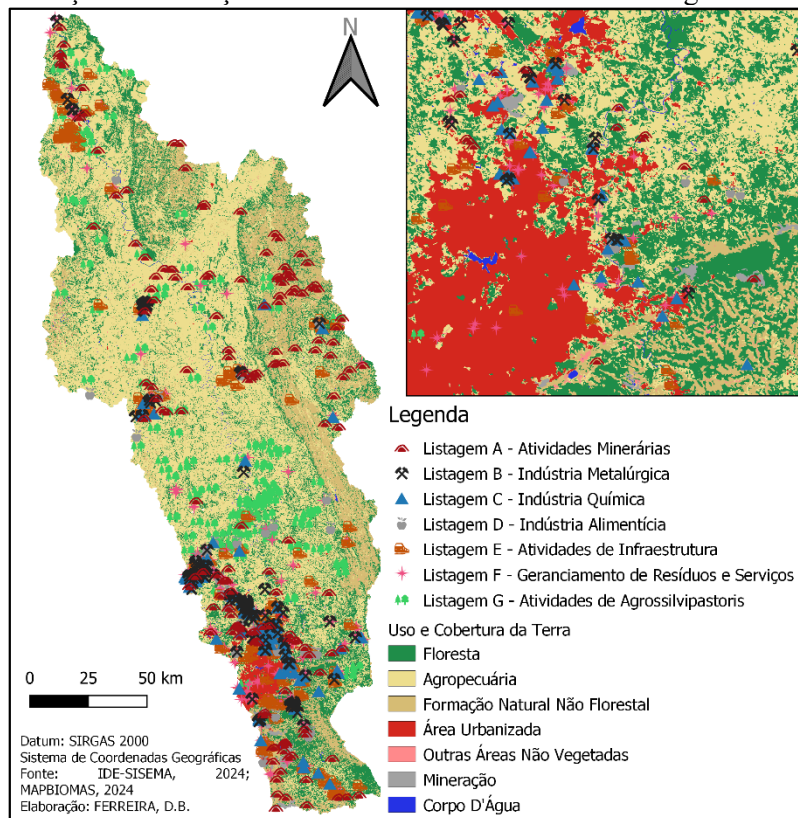 N
Legenda
Listagem A - Atividades Minerárias
Listagem B - Indústria Metalúrgica
Listagem C - Indústria Química
Listagem D - Indústria Alimentícia
Listagem E - Atividades de Infraestrutura
Listagem F - Geranciamento de Resíduos e Serviços
Listagem G - Atividades de Agrossilvipastoris
Uso e Cobertura da Terra
Floresta
Agropecuária
Formação Natural Não Florestal
Área Urbanizada
Outras Áreas Não Vegetadas
Mineração
Corpo D'Água
0 25 50 km
Datum: SIRGAS 2000
Sistema de Coordenadas Geográficas
Fonte: IDE-SISEMA, 2024;
MAPBIOMAS, 2024
Elaboração: FERREIRA, D.B.